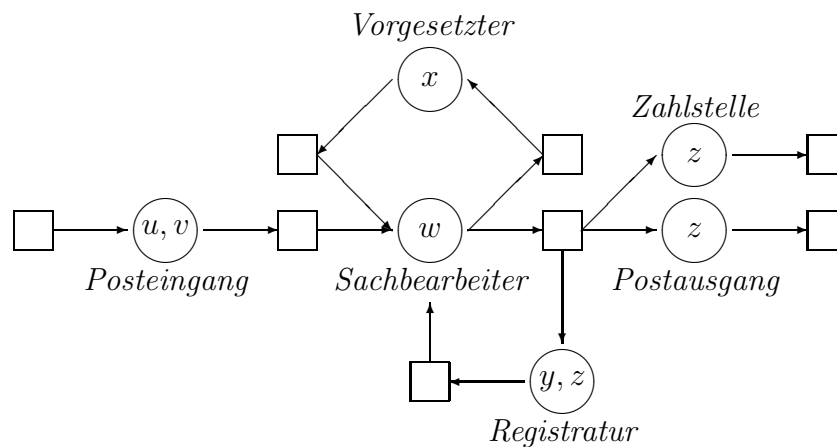 Vorgesetzter
x
Zahlstelle
z
u, v
w
z
Posteingang
Sachbearbeiter
Postausgang
y, z
Registratur